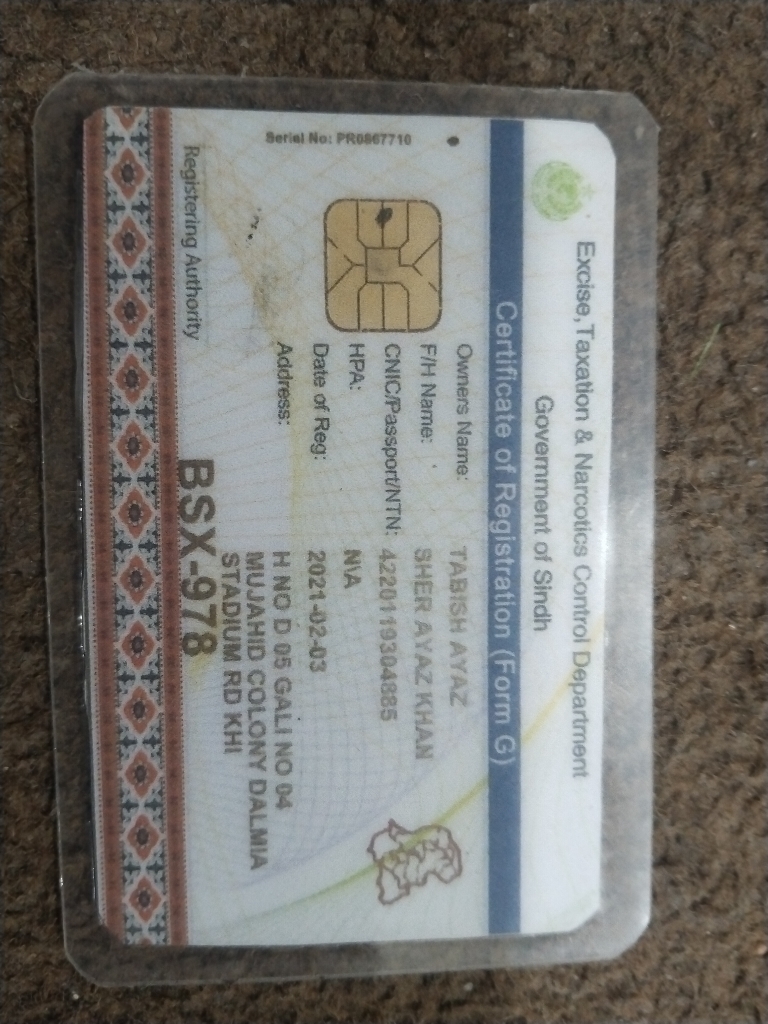 Excise,Taxation & Narcotics Control Department
Government of Sindh
Certificate of Registration (Form G)
Serial No: PR0867710
Owners Name: TABISH AYAZ
F/H Name: SHER AYAZ KHAN
CNIC/Passport/NTN: 4220119304885
HPA: N\A
Date of Reg: 2021-02-03
Address: H NO D 05 GALI NO 04
MUJAHID COLONY DALMIA
STADIUM RD KHI
Registering Authority
BSX-978